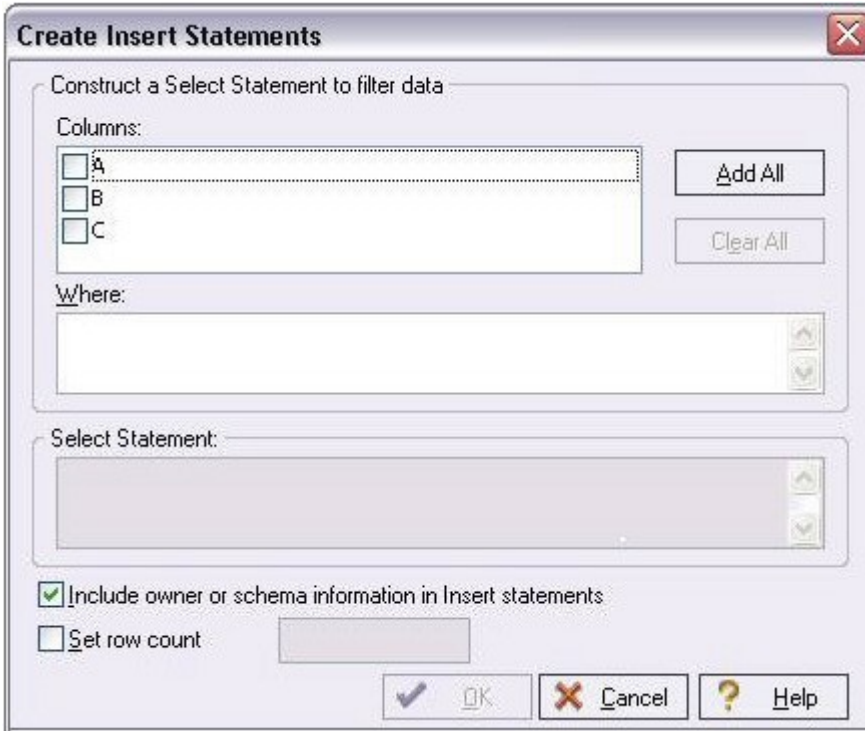 Create Insert Statements
Construct a Select Statement to filter data
Columns:
A
B
C
Add All
Clear All
Where:
Select Statement:
Include owner or schema information in Insert statements
Set row count
OK
Cancel
? Help